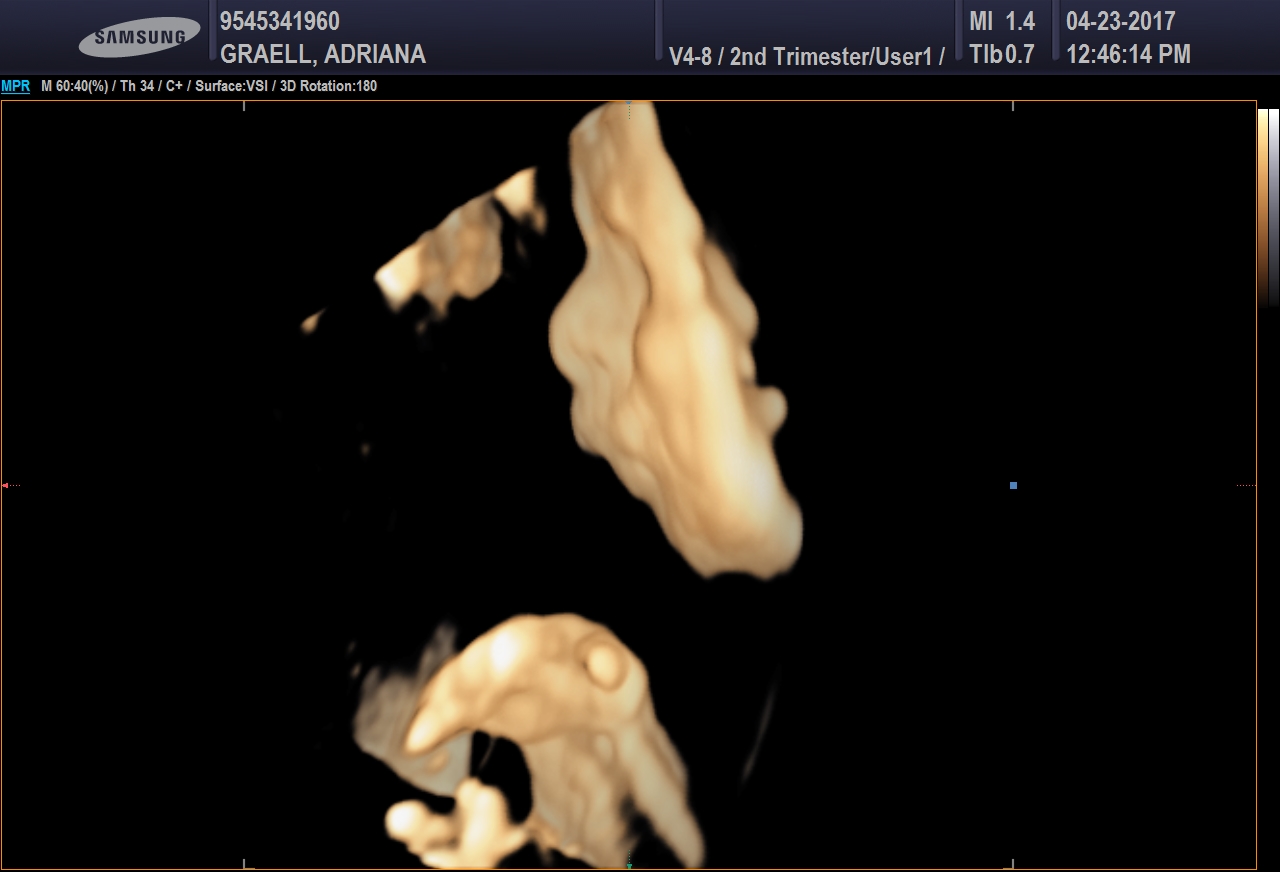 SAMSUNG
9545341960
GRAELL, ADRIANA
V4-8 / 2nd Trimester/User1 /
MI 1.4
TIb 0.7
04-23-2017
12:46:14 PM
MPR M 60:40(%) / Th 34 / C+ / Surface:VSI / 3D Rotation:180